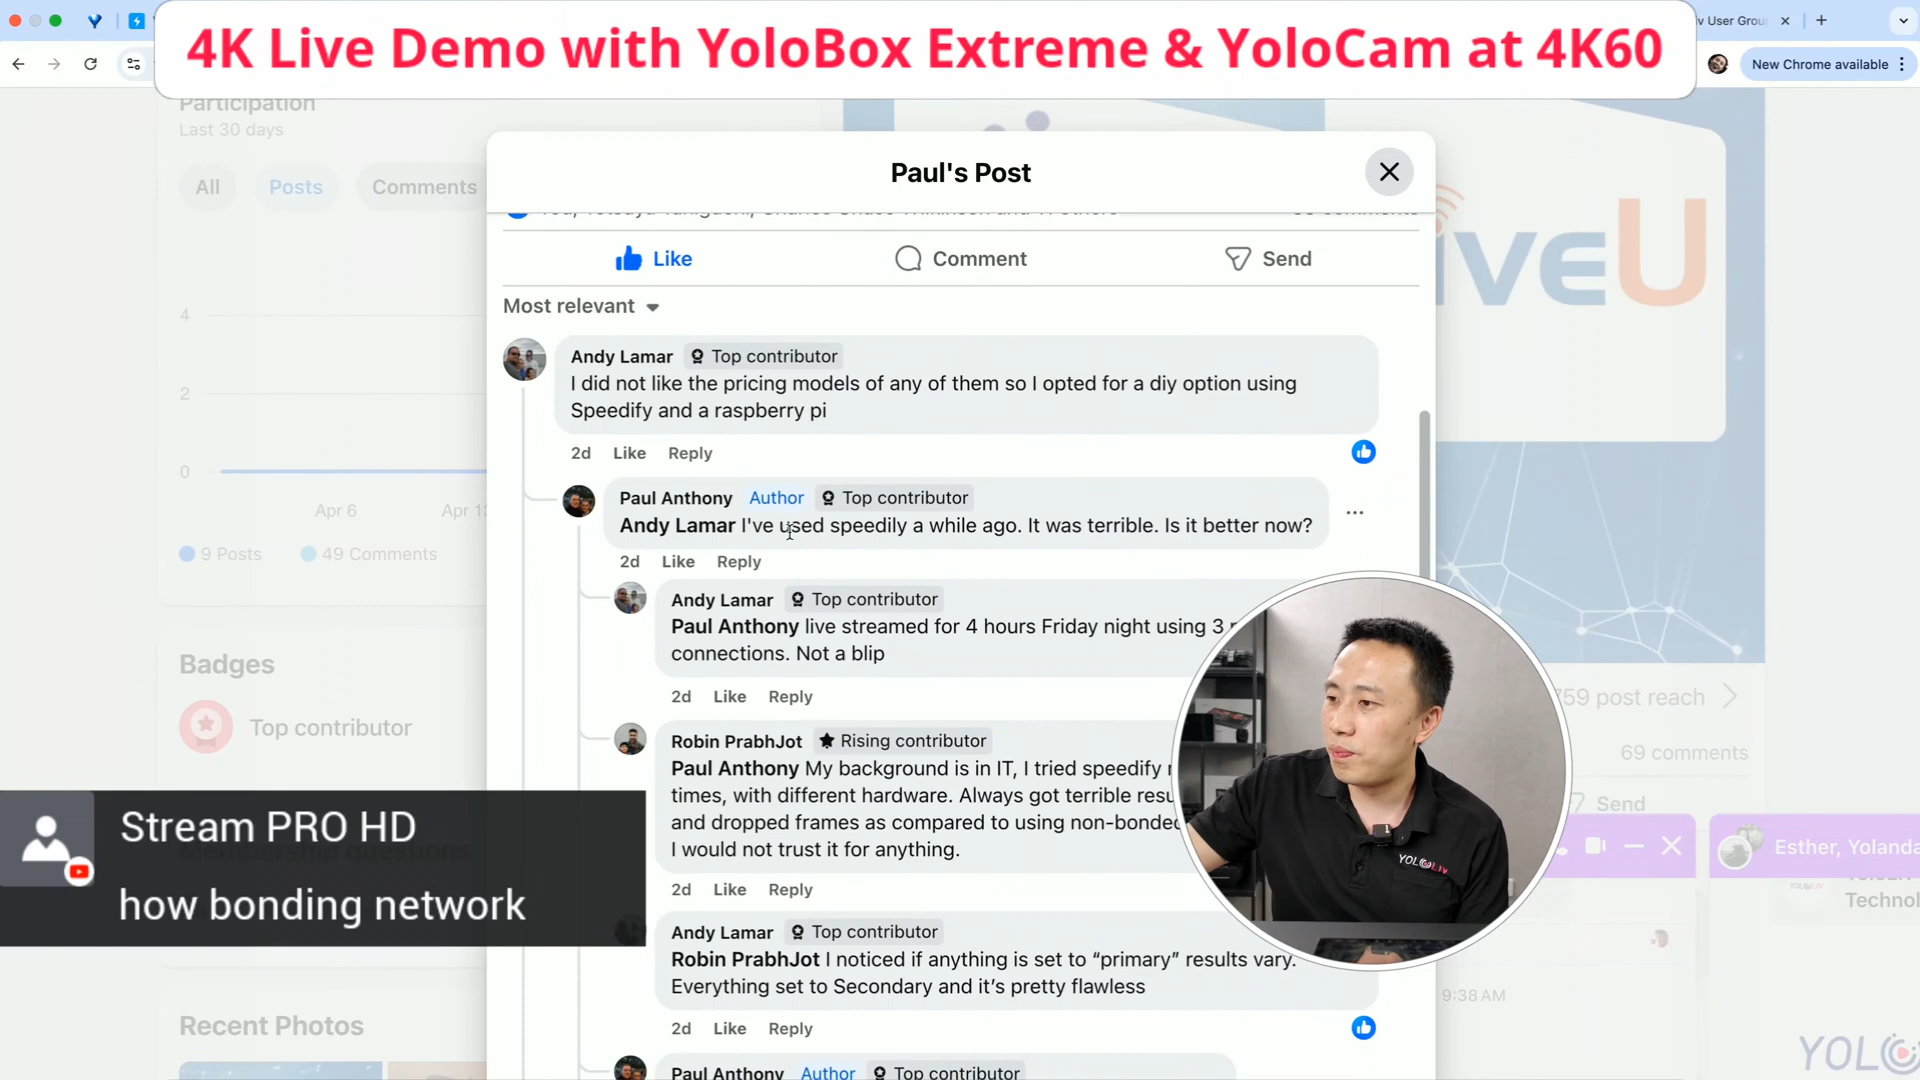 4K Live Demo with YoloBox Extreme & YoloCam at 4K60
User Grou
New Chrome available
Participation
Last 30 days
All
Posts
Comments
4
2
0
Apr 6
9 Posts
49 Comments
Badges
Top contributor
Recent Photos
Paul's Post
Like
Comment
Send
Most relevant
Andy Lamar Top contributor
I did not like the pricing models of any of them so I opted for a diy option using
Speedify and a raspberry pi
2d Like Reply
Paul Anthony Author Top contributor
Andy Lamar I've used speedily a while ago. It was terrible. Is it better now?
2d Like Reply
Andy Lamar Top contributor
Paul Anthony live streamed for 4 hours Friday night using 3
connections. Not a blip
2d Like Reply
Robin PrabhJot Rising contributor
Paul Anthony My background is in IT, I tried speedify
times, with different hardware. Always got terrible
and dropped frames as compared to using non-bonded
I would not trust it for anything.
2d Like Reply
Andy Lamar Top contributor
Robin PrabhJot I noticed if anything is set to “primary” results vary.
Everything set to Secondary and it’s pretty flawless
2d Like Reply
Paul Anthony Author Top contributor
Stream PRO HD
how bonding network
LiveU
759 post reach
69 comments
Send
Esther, Yolanda
Technol
9:38 AM
YOLOLIV
YOLO